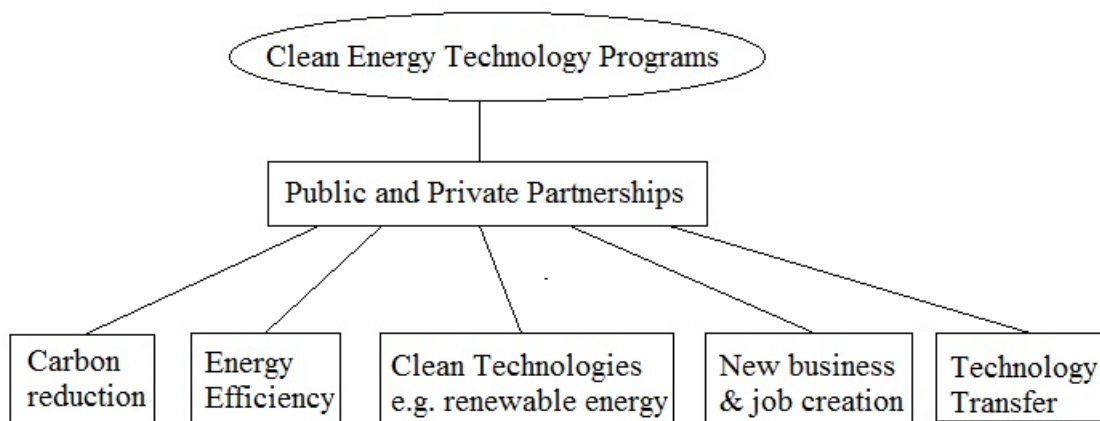 Clean Energy Technology Programs
Public and Private Partnerships
Carbon
reduction
Energy
Efficiency
Clean Technologies
e.g. renewable energy
New business
& job creation
Technology
Transfer